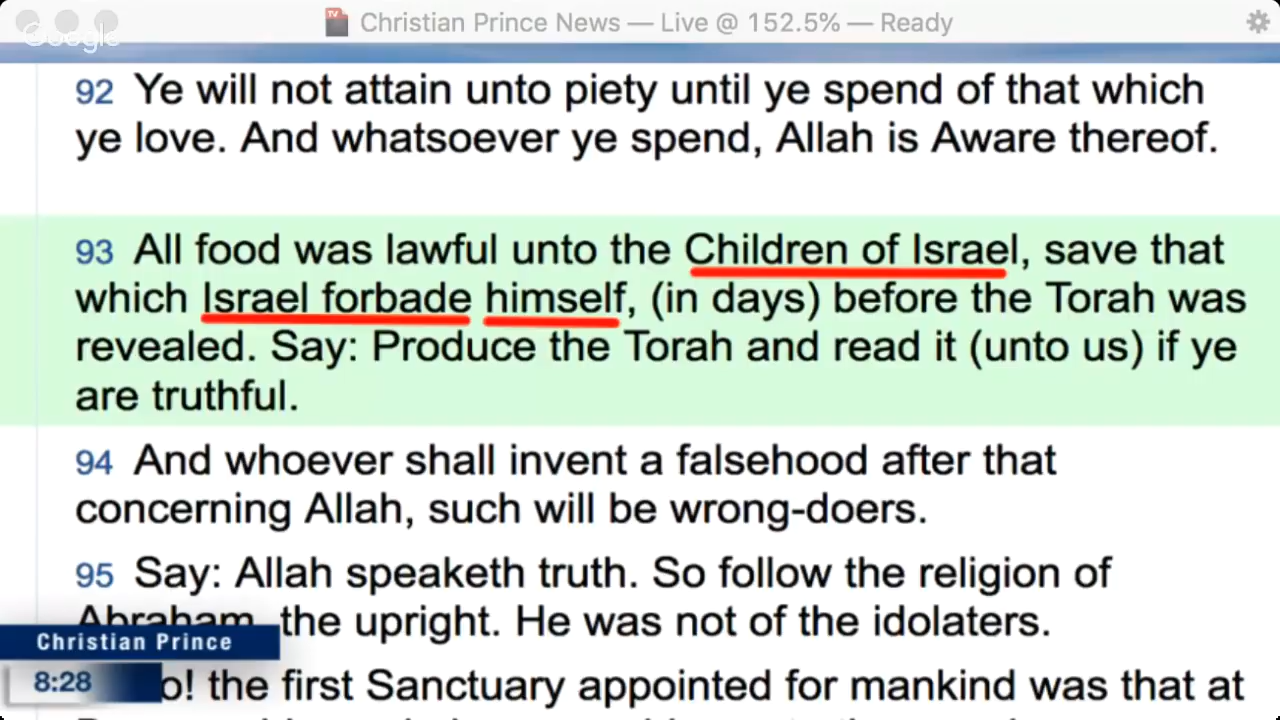 Christian Prince News — Live @ 152.5% — Ready
Google
92 Ye will not attain unto piety until ye spend of that which
ye love. And whatsoever ye spend, Allah is Aware thereof.
93 All food was lawful unto the Children of Israel, save that
which Israel forbade himself, (in days) before the Torah was
revealed. Say: Produce the Torah and read it (unto us) if ye
are truthful.
94 And whoever shall invent a falsehood after that
concerning Allah, such will be wrong-doers.
95 Say: Allah speaketh truth. So follow the religion of
Abraham, the upright. He was not of the idolaters.
Christian Prince
8:28
o! the first Sanctuary appointed for mankind was that at